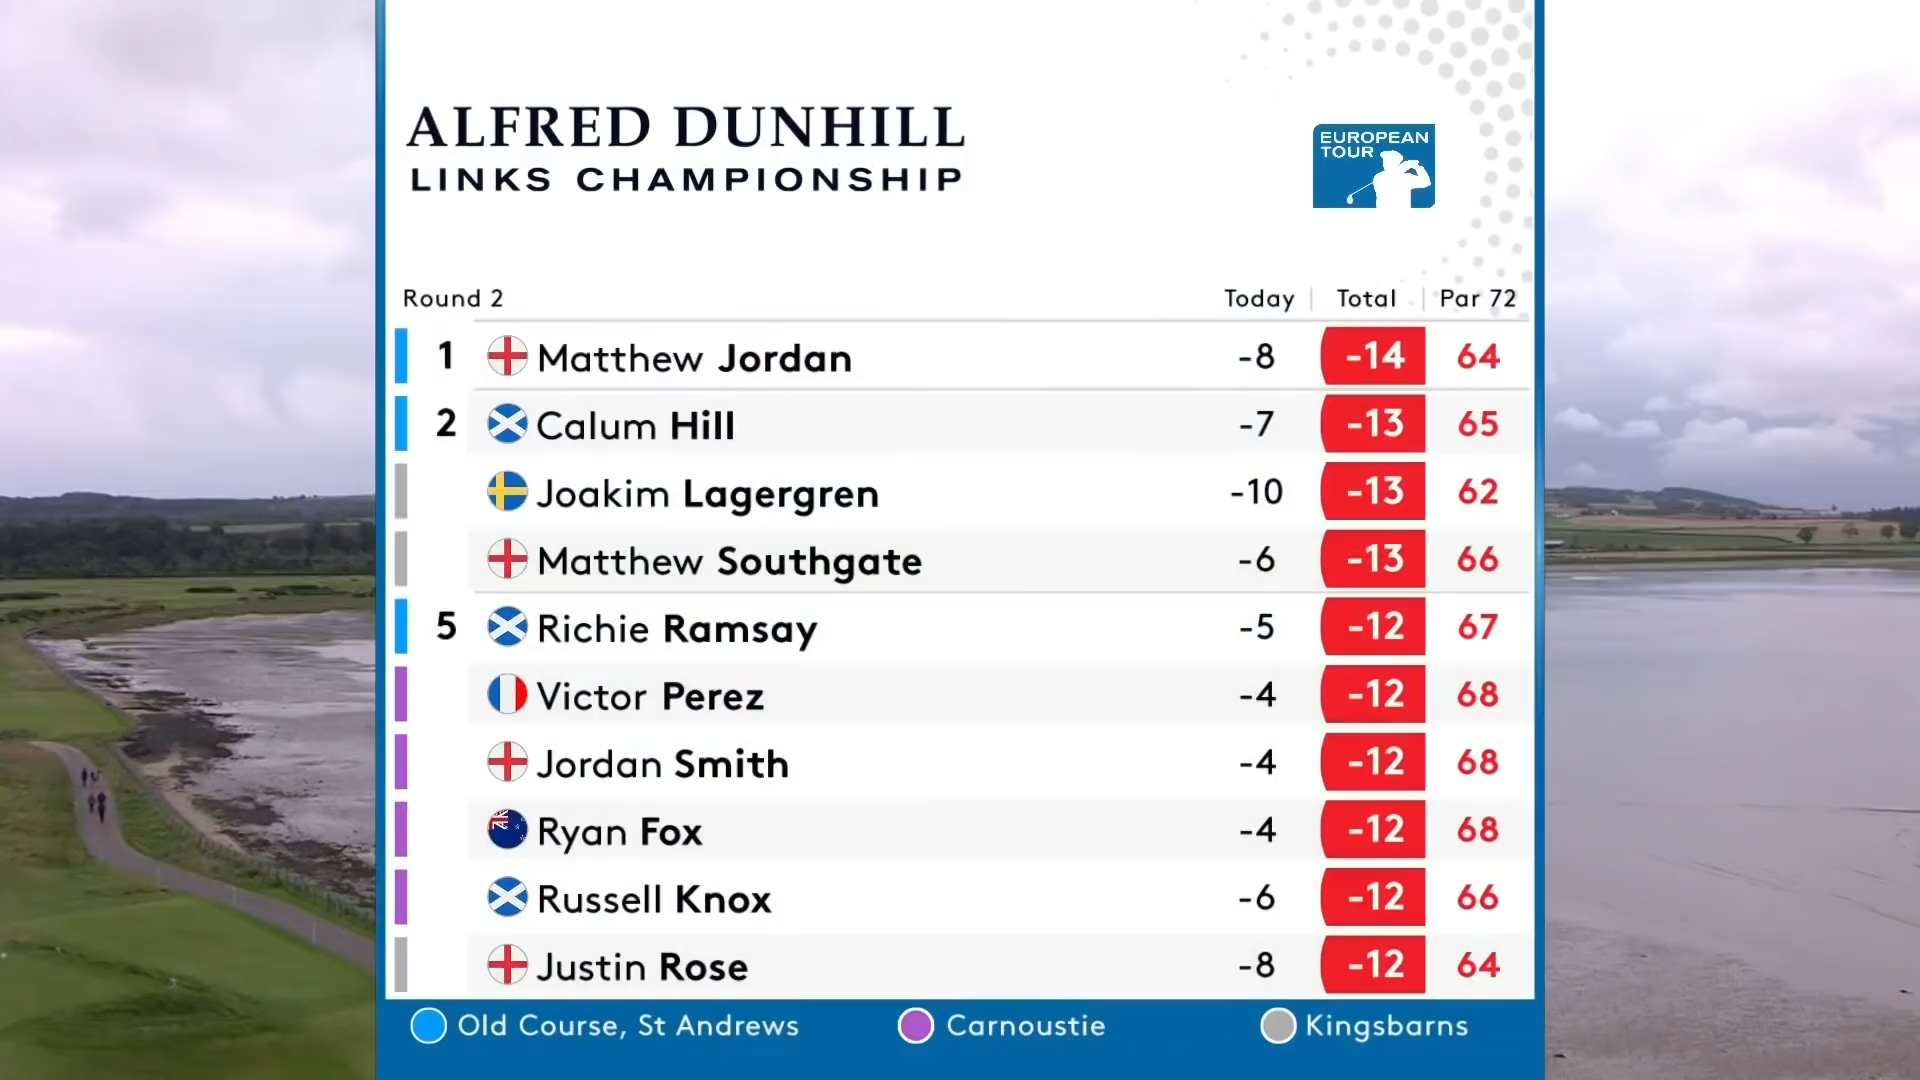 ALFRED DUNHILL
LINKS CHAMPIONSHIP
EUROPEAN
TOUR
Round 2 Today Total Par 72
1 Matthew Jordan -8 -14 64
2 Calum Hill -7 -13 65
Joakim Lagergren -10 -13 62
Matthew Southgate -6 -13 66
5 Richie Ramsay -5 -12 67
Victor Perez -4 -12 68
Jordan Smith -4 -12 68
Ryan Fox -4 -12 68
Russell Knox -6 -12 66
Justin Rose -8 -12 64
Old Course, St Andrews Carnoustie Kingsbarns